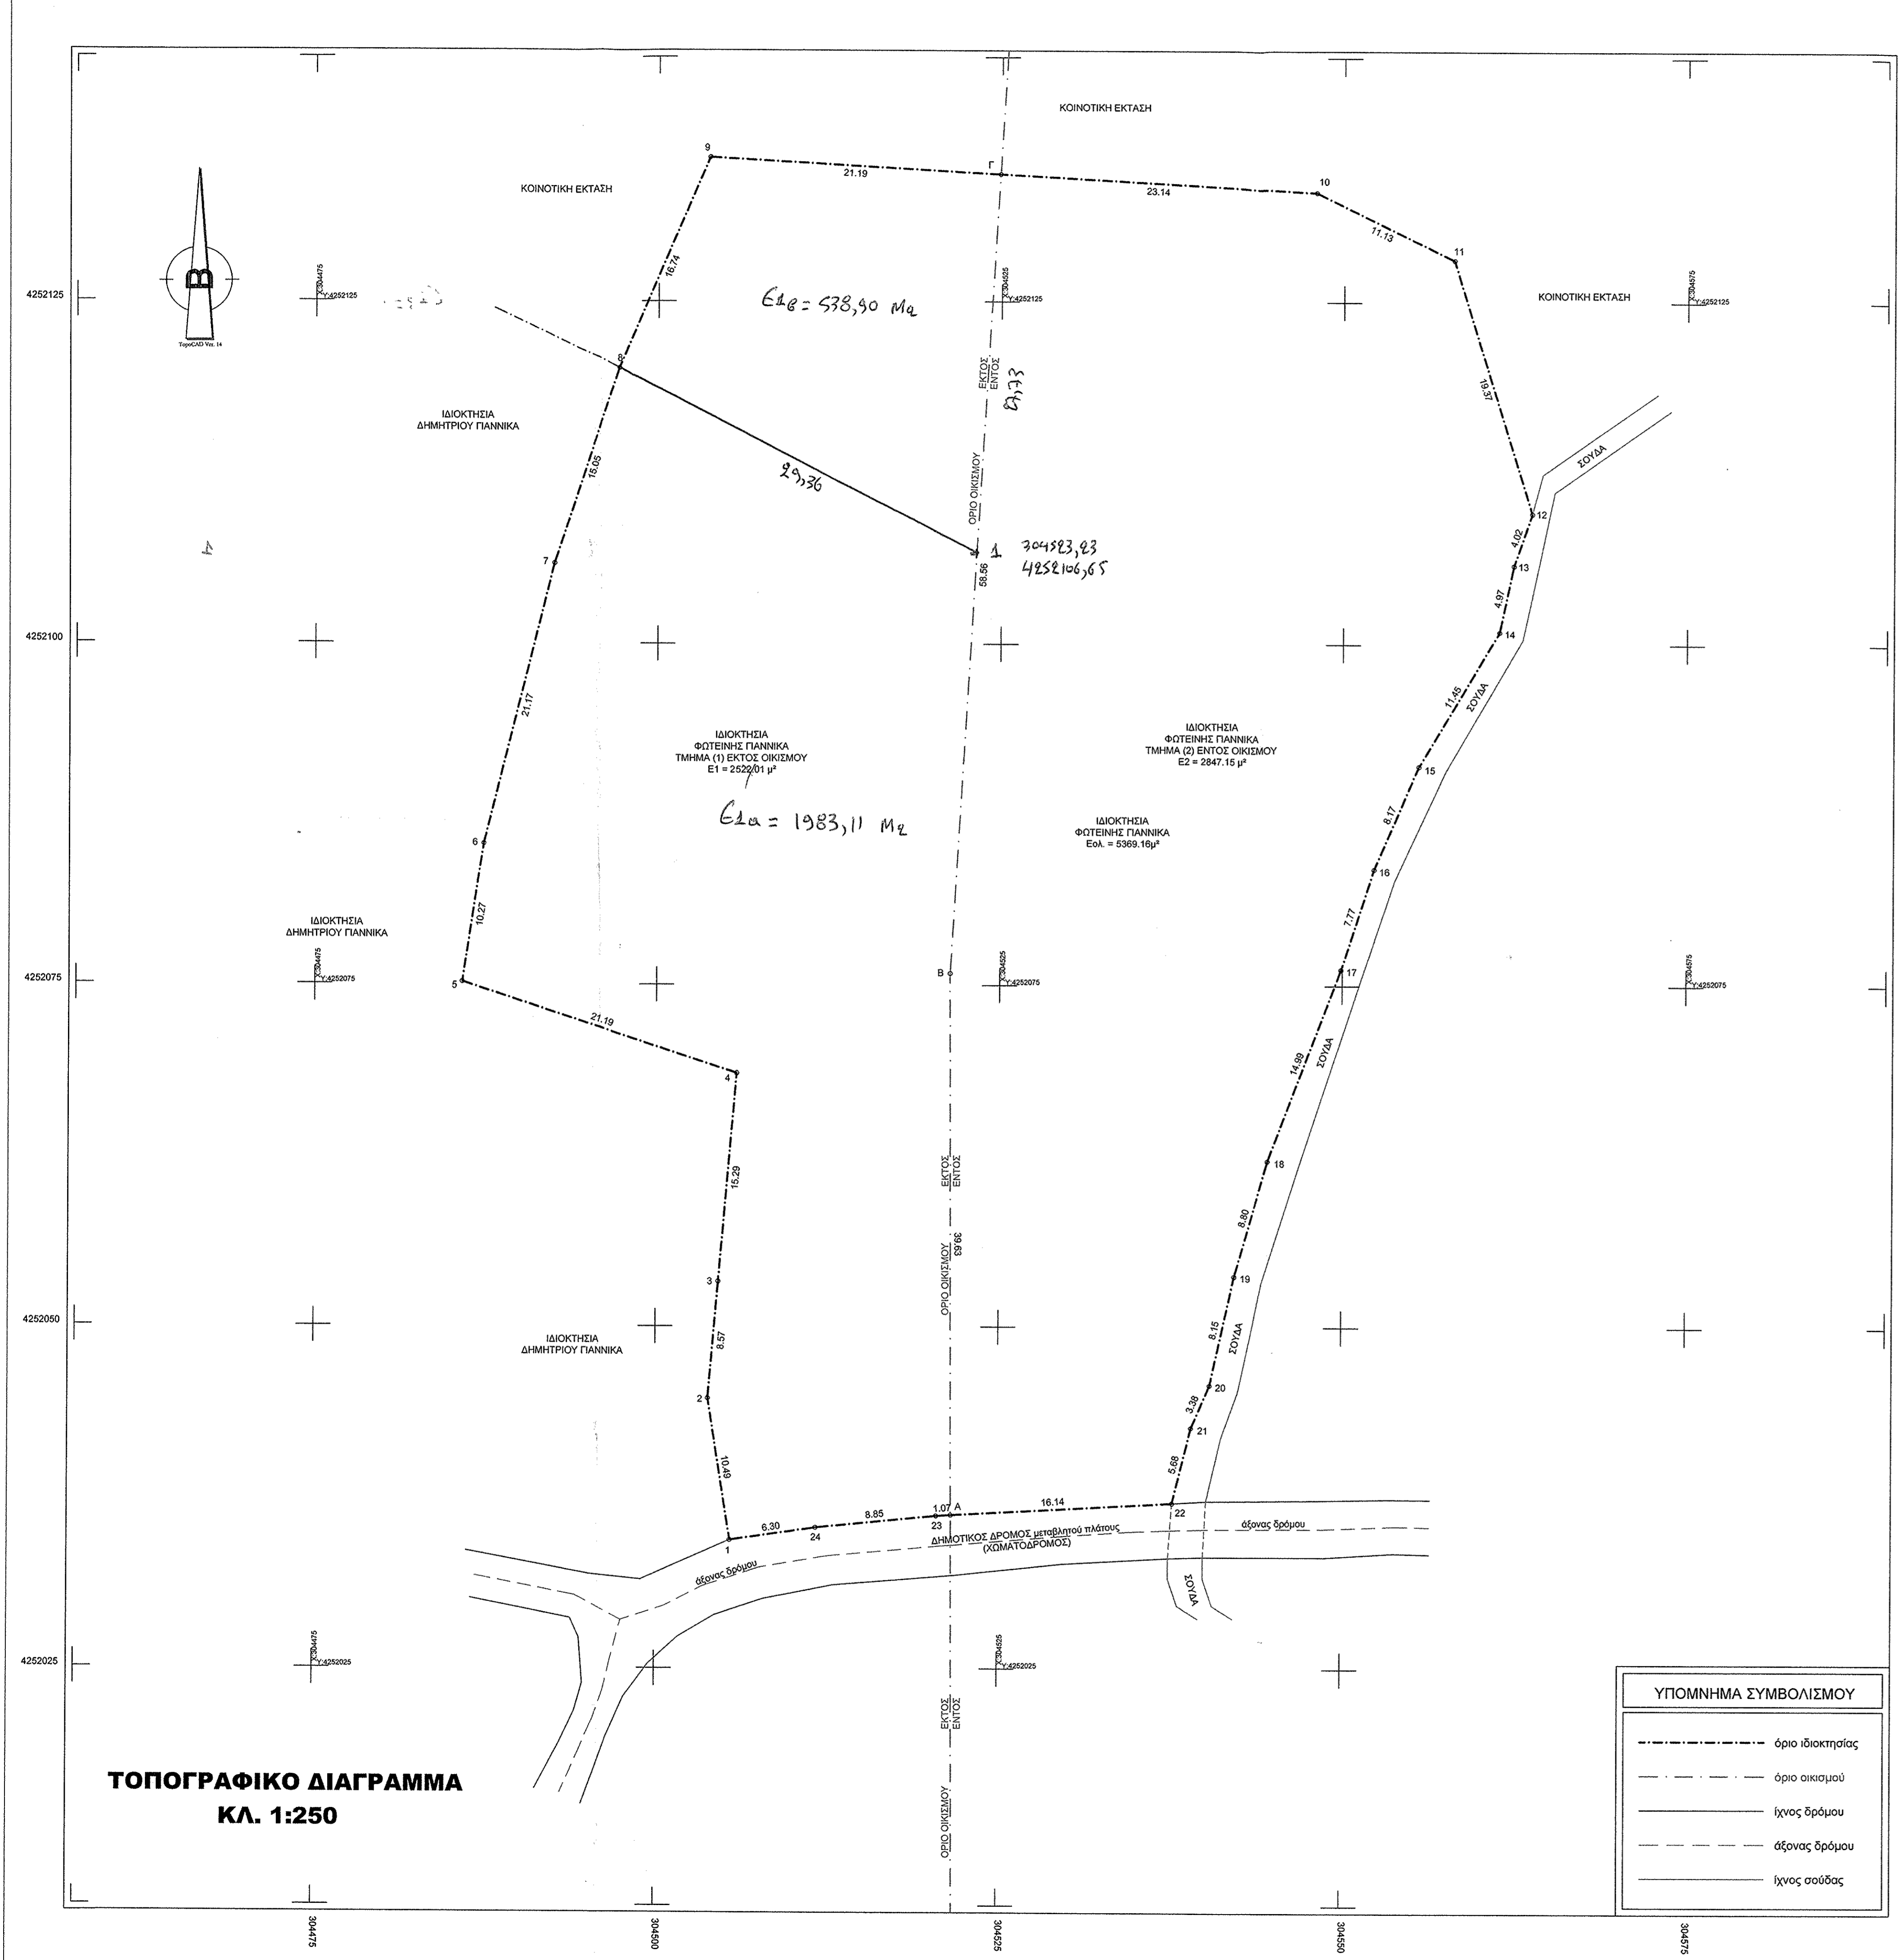 ΚΟΙΝΟΤΙΚΗ ΕΚΤΑΣΗ
9
Γ
21.19
23.14
10
ΚΟΙΝΟΤΙΚΗ ΕΚΤΑΣΗ
11.13
11
16.74
B
TopoCAD Ver. 14
4252125
X:304475
Y:4252125
Ε1β = 538,90 Μ2
X:304525
Y:4252125
ΚΟΙΝΟΤΙΚΗ ΕΚΤΑΣΗ
X:304575
Y:4252125
8
ΕΚΤΟΣ
ΕΝΤΟΣ
27,73
19.37
ΙΔΙΟΚΤΗΣΙΑ
ΔΗΜΗΤΡΙΟΥ ΓΙΑΝΝΙΚΑ
15.05
29,36
ΟΡΙΟ ΟΙΚΙΣΜΟΥ
ΣΟΥΔΑ
12
4.02
1
304523,23
4252106,65
58.56
7
13
4.97
4252100
14
21.17
11.45
ΣΟΥΔΑ
ΙΔΙΟΚΤΗΣΙΑ
ΦΩΤΕΙΝΗΣ ΓΙΑΝΝΙΚΑ
ΤΜΗΜΑ (1) ΕΚΤΟΣ ΟΙΚΙΣΜΟΥ
Ε1 = 2522.01 μ²
ΙΔΙΟΚΤΗΣΙΑ
ΦΩΤΕΙΝΗΣ ΓΙΑΝΝΙΚΑ
ΤΜΗΜΑ (2) ΕΝΤΟΣ ΟΙΚΙΣΜΟΥ
Ε2 = 2847.15 μ²
15
Ε1α = 1983,11 Μ2
ΙΔΙΟΚΤΗΣΙΑ
ΦΩΤΕΙΝΗΣ ΓΙΑΝΝΙΚΑ
Εολ. = 5369.16μ²
8.17
6
16
10.27
7.77
ΙΔΙΟΚΤΗΣΙΑ
ΔΗΜΗΤΡΙΟΥ ΓΙΑΝΝΙΚΑ
4252075
X:304475
Y:4252075
5
Β
X:304525
Y:4252075
17
X:304575
Y:4252075
21.19
14.99
ΣΟΥΔΑ
4
15.29
ΕΚΤΟΣ
ΕΝΤΟΣ
18
8.80
39.63
ΟΡΙΟ ΟΙΚΙΣΜΟΥ
3
19
4252050
8.57
ΙΔΙΟΚΤΗΣΙΑ
ΔΗΜΗΤΡΙΟΥ ΓΙΑΝΝΙΚΑ
8.15
ΣΟΥΔΑ
2
20
3.38
21
10.49
5.68
6.30
8.85
1.07
Α
16.14
22
1
24
23
ΔΗΜΟΤΙΚΟΣ ΔΡΟΜΟΣ μεταβλητού πλάτους
(ΧΩΜΑΤΟΔΡΟΜΟΣ)
άξονας δρόμου
άξονας δρόμου
ΣΟΥΔΑ
4252025
X:304475
Y:4252025
X:304525
Y:4252025
ΕΚΤΟΣ
ΕΝΤΟΣ
ΟΡΙΟ ΟΙΚΙΣΜΟΥ
ΤΟΠΟΓΡΑΦΙΚΟ ΔΙΑΓΡΑΜΜΑ
ΚΛ. 1:250
ΥΠΟΜΝΗΜΑ ΣΥΜΒΟΛΙΣΜΟΥ
όριο ιδιοκτησίας
όριο οικισμού
ίχνος δρόμου
άξονας δρόμου
ίχνος σούδας
304475
304500
304525
304550
304575